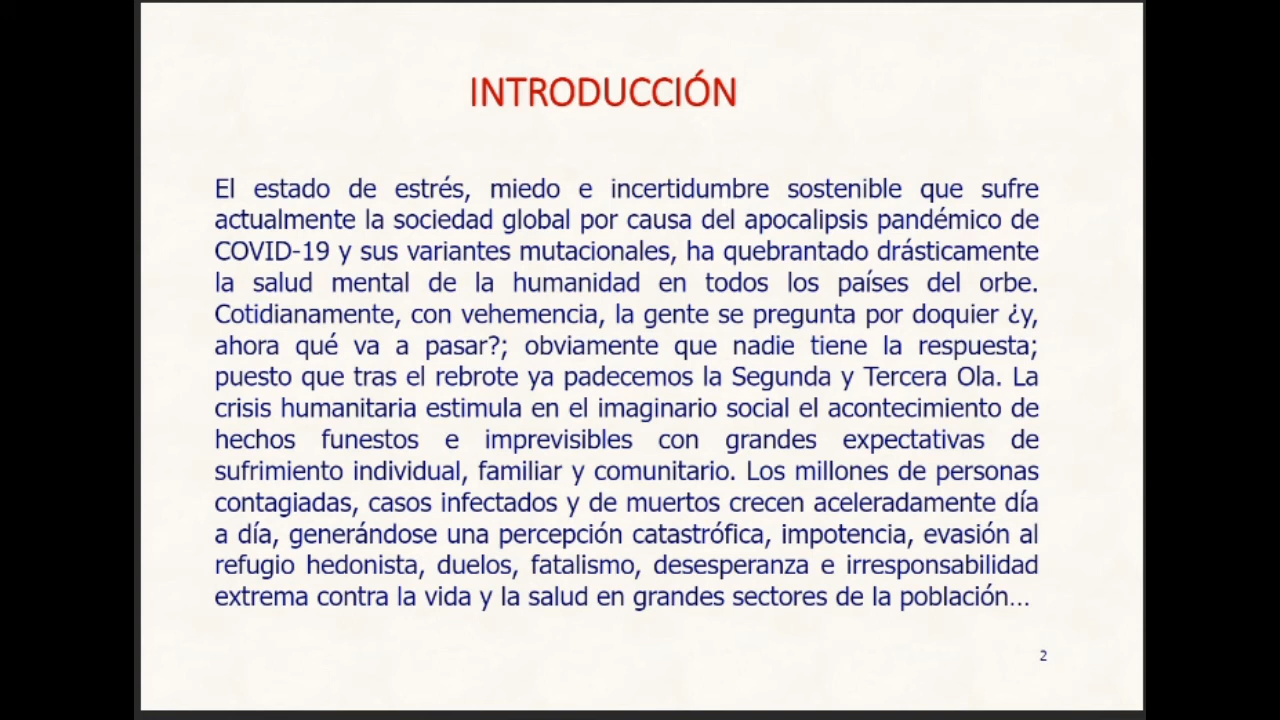 INTRODUCCIÓN
El estado de estrés, miedo e incertidumbre sostenible que sufre
actualmente la sociedad global por causa del apocalipsis pandémico de
COVID-19 y sus variantes mutacionales, ha quebrantado drásticamente
la salud mental de la humanidad en todos los países del orbe.
Cotidianamente, con vehemencia, la gente se pregunta por doquier ¿y,
ahora qué va a pasar?; obviamente que nadie tiene la respuesta;
puesto que tras el rebrote ya padecemos la Segunda y Tercera Ola. La
crisis humanitaria estimula en el imaginario social el acontecimiento de
hechos funestos e imprevisibles con grandes expectativas de
sufrimiento individual, familiar y comunitario. Los millones de personas
contagiadas, casos infectados y de muertos crecen aceleradamente día
a día, generándose una percepción catastrófica, impotencia, evasión al
refugio hedonista, duelos, fatalismo, desesperanza e irresponsabilidad
extrema contra la vida y la salud en grandes sectores de la población…
2